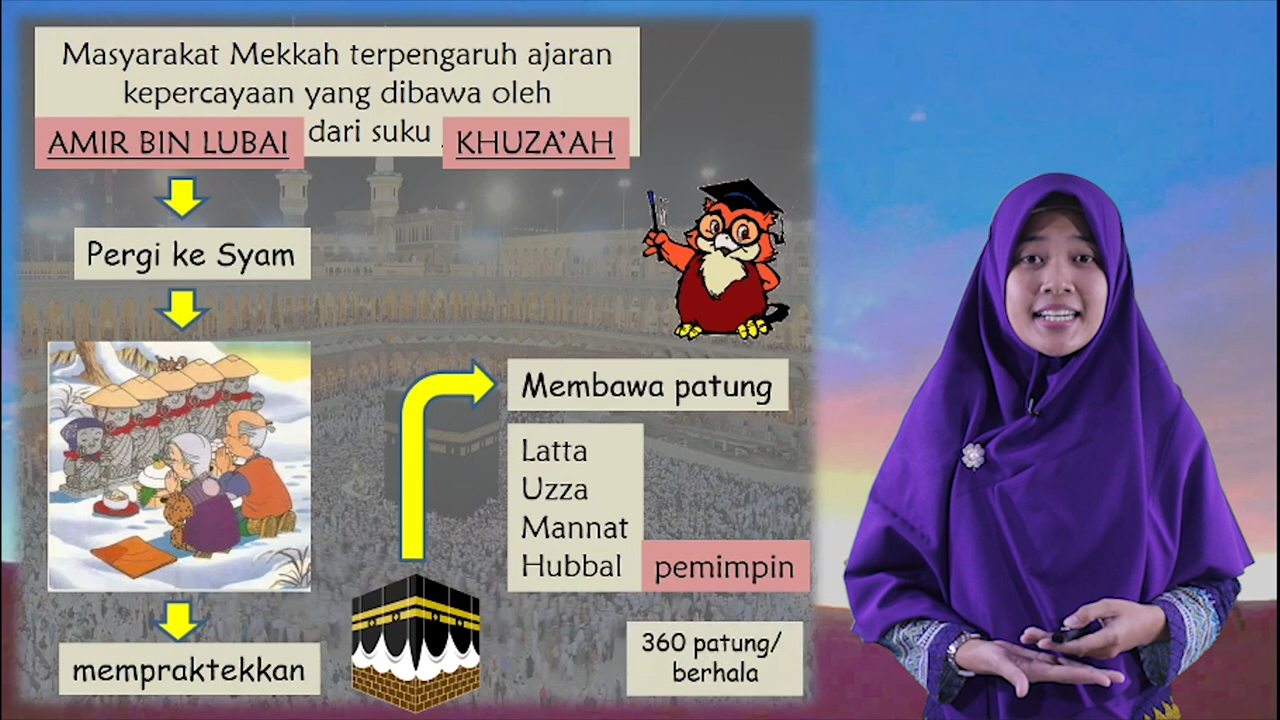 Masyarakat Mekkah terpengaruh ajaran
kepercayaan yang dibawa oleh
AMIR BIN LUBAI dari suku KHUZA'AH
Pergi ke Syam
mempraktekkan
Membawa patung
Latta
Uzza
Mannat
Hubbal pemimpin
360 patung/
berhala